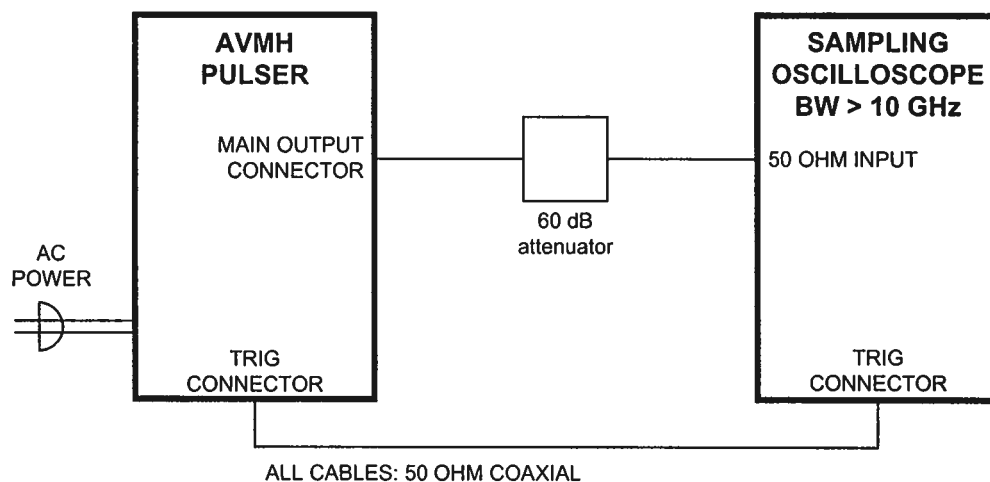 AVMH
PULSER
MAIN OUTPUT
CONNECTOR
AC
POWER
TRIG
CONNECTOR
60 dB
attenuator
SAMPLING
OSCILLOSCOPE
BW > 10 GHz
50 OHM INPUT
TRIG
CONNECTOR
ALL CABLES: 50 OHM COAXIAL